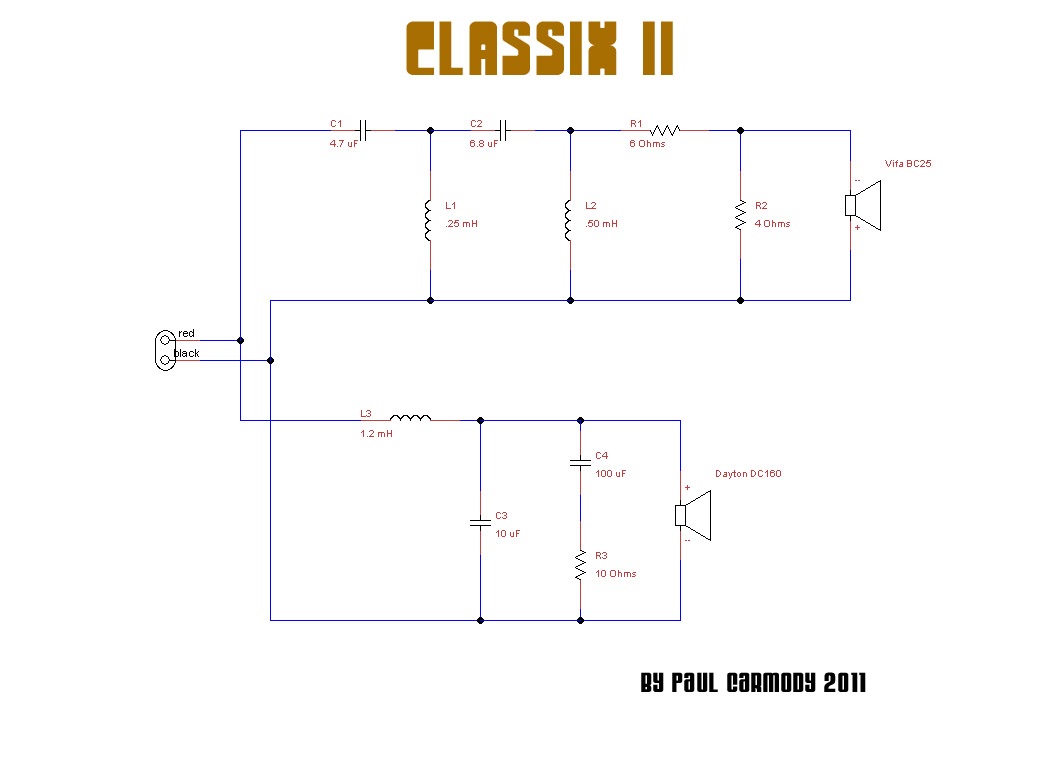 CLASSIX II
C1
4.7 uF
C2
6.8 uF
R1
6 Ohms
Vifa BC25
--
+
L1
.25 mH
L2
.50 mH
R2
4 Ohms
red
black
L3
1.2 mH
C4
100 uF
Dayton DC160
+
--
C3
10 uF
R3
10 Ohms
BY PAUL CARMODY 2011